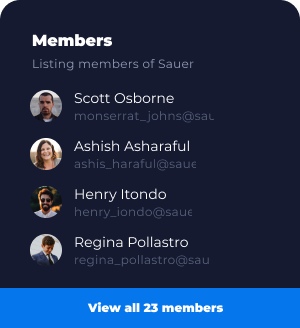 Members
Listing members of Sauer
Scott Osborne
monserrat_johns@sau
Ashish Asharaful
ashis_haraful@saue
Henry Itondo
henry_iondo@saue
Regina Pollastro
regina_pollastro@sau
View all 23 members